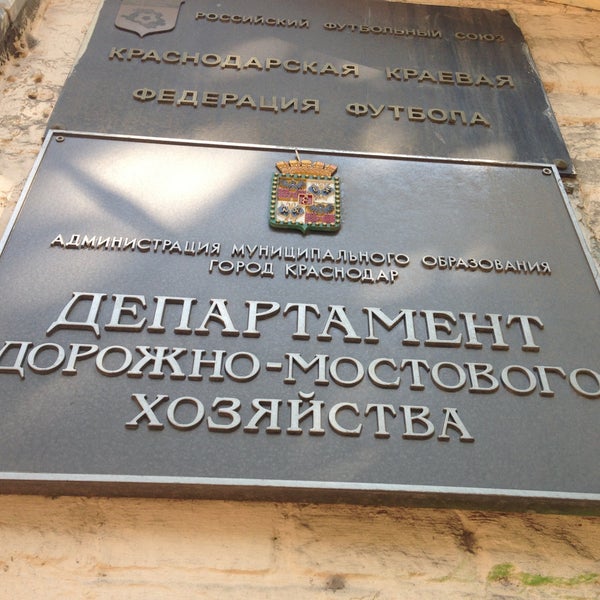 РОССИЙСКИЙ ФУТБОЛЬНЫЙ СОЮЗ
КРАСНОДАРСКАЯ КРАЕВАЯ
ФЕДЕРАЦИЯ ФУТБОЛА
АДМИНИСТРАЦИЯ МУНИЦИПАЛЬНОГО ОБРАЗОВАНИЯ
ГОРОД КРАСНОДАР
ДЕПАРТАМЕНТ
ДОРОЖНО-МОСТОВОГО
ХОЗЯЙСТВА